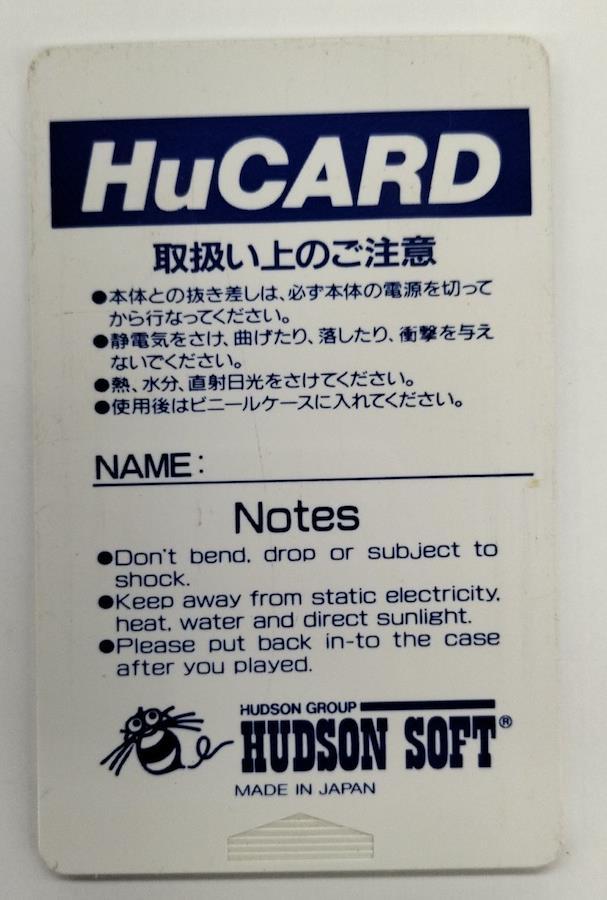 HuCARD
取扱い上のご注意
●本体との抜き差しは、必ず本体の電源を切って
から行なってください。
●静電気をさけ、曲げたり、落したり、衝撃を与え
ないでください。
●熱、水分、直射日光をさけてください。
●使用後はビニールケースに入れてください。
NAME:
Notes
●Don't bend, drop or subject to
shock.
●Keep away from static electricity,
heat, water and direct sunlight.
●Please put back in-to the case
after you played.
HUDSON GROUP
HUDSON SOFT®
MADE IN JAPAN